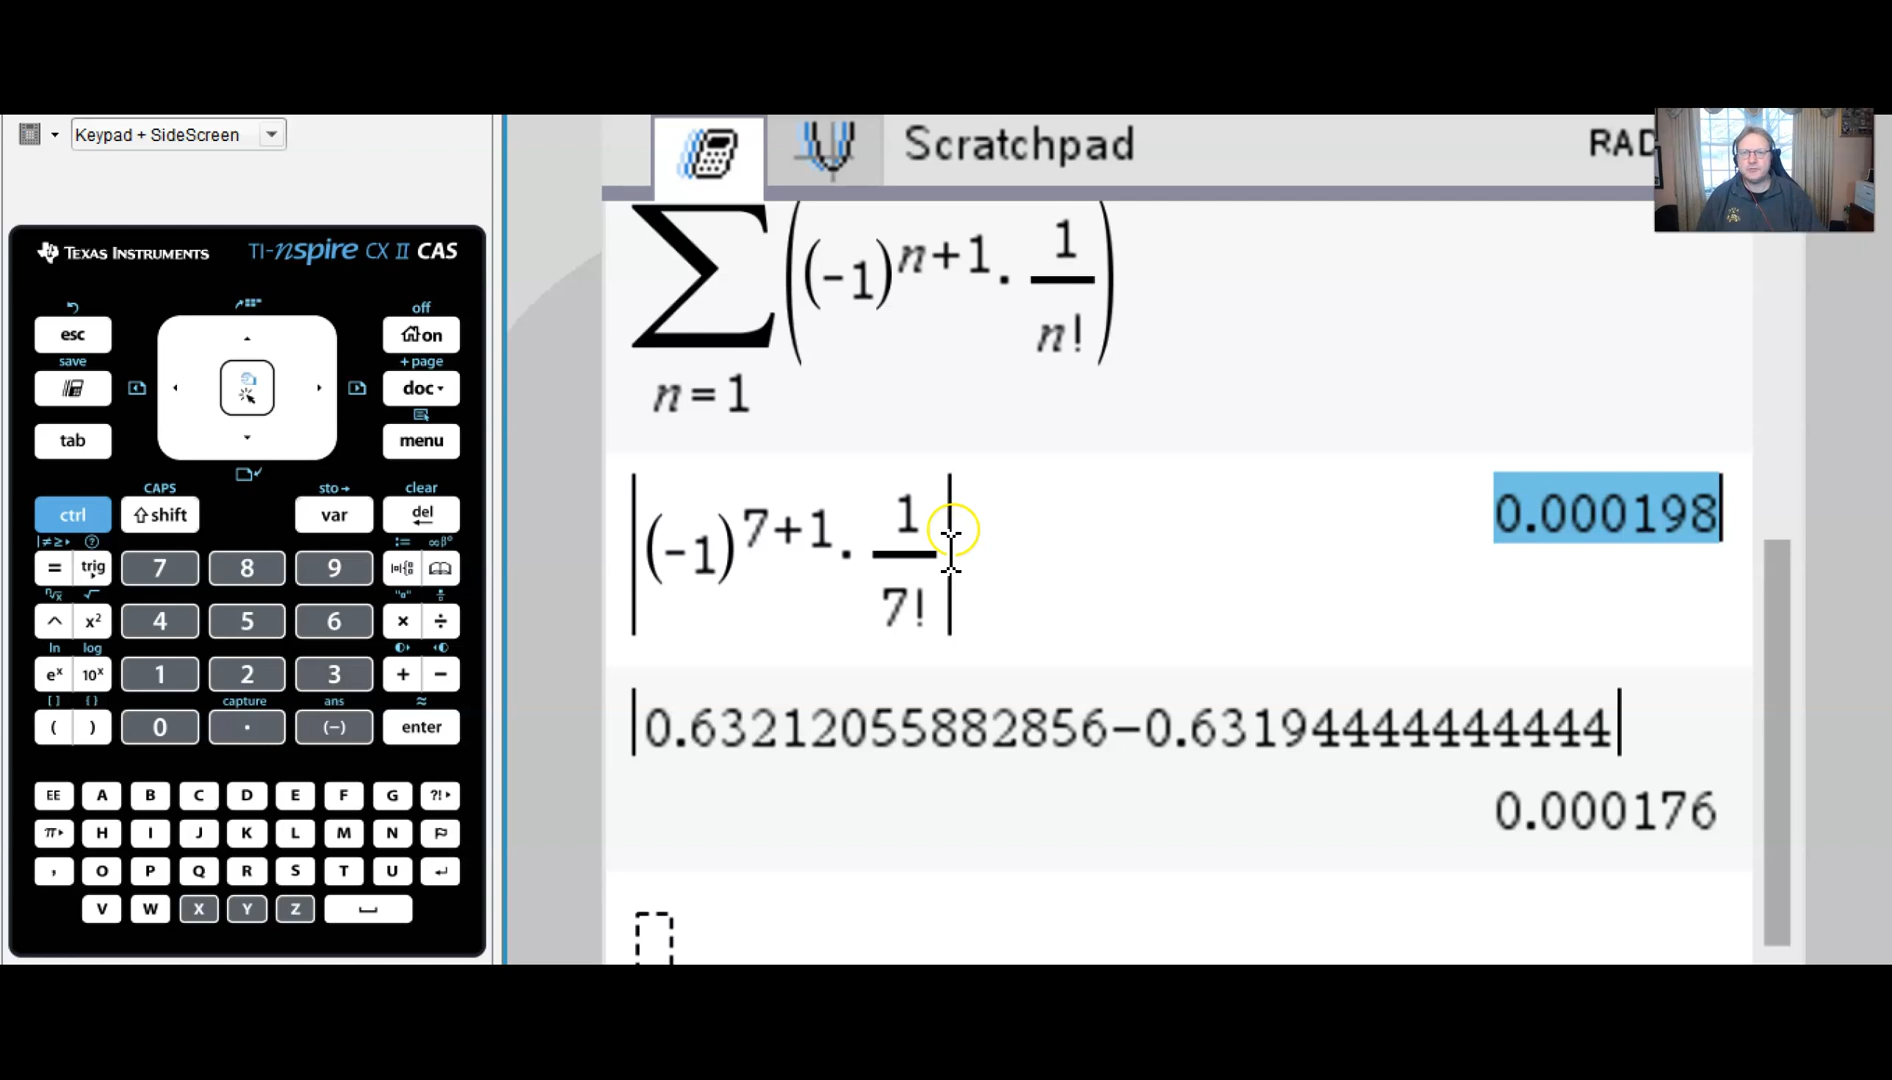 Keypad + SideScreen
Scratchpad
RAD
∑((-1)^n+1 · 1/n!)
n=1
|(-1)^7+1 · 1/7!|
0.000198
|0.63212055882856-0.63194444444444|
0.000176
TEXAS INSTRUMENTS TI-nspire CX II CAS
off
esc on
save + page
doc
tab menu
CAPS sto→ clear
ctrl shift var del
|≠≥▸ ? := ∞β°
= trig 7 8 9
ⁿ√x √ "□"
^ x² 4 5 6 × ÷
ln log
eˣ 10ˣ 1 2 3 + −
[ ] { } capture ans ≈
( ) 0 . (−) enter
EE A B C D E F G ?!▸
π▸ H I J K L M N
, O P Q R S T U ↵
V W X Y Z